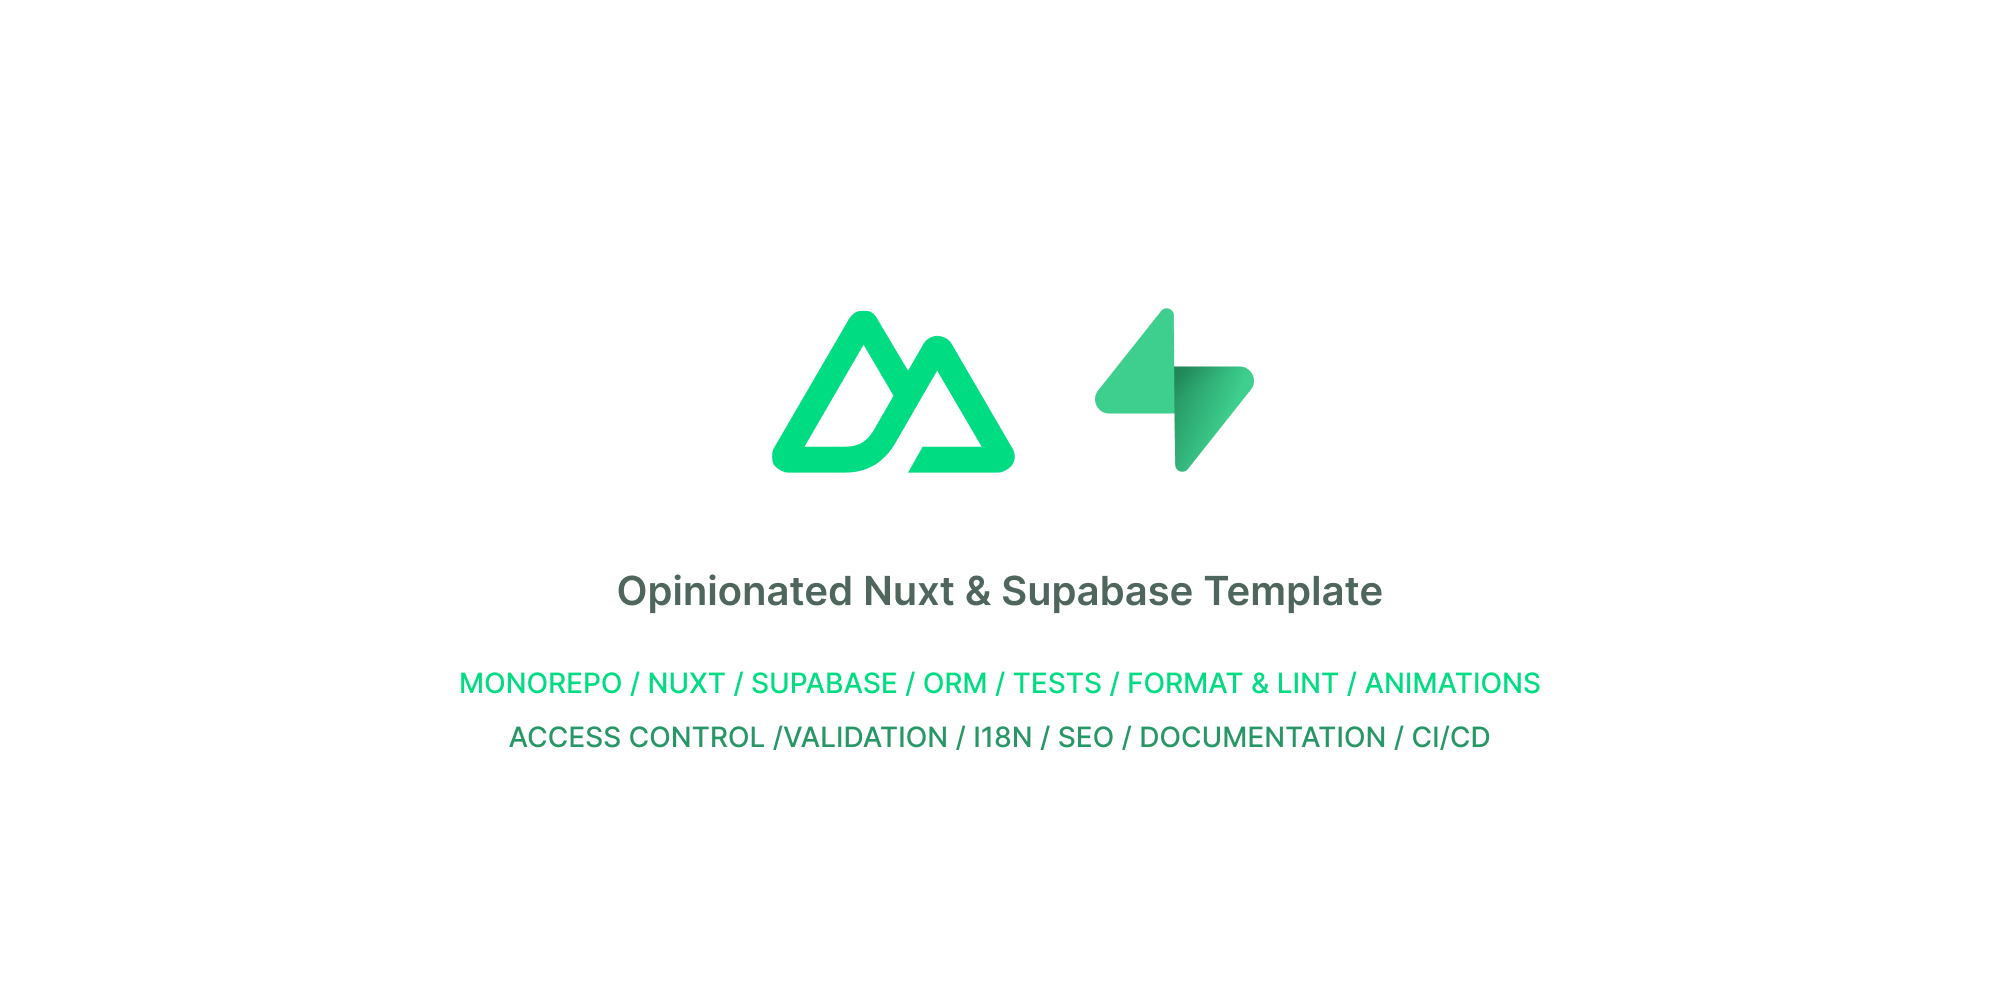 Opinionated Nuxt & Supabase Template
MONOREPO / NUXT / SUPABASE / ORM / TESTS / FORMAT & LINT / ANIMATIONS
ACCESS CONTROL /VALIDATION / I18N / SEO / DOCUMENTATION / CI/CD